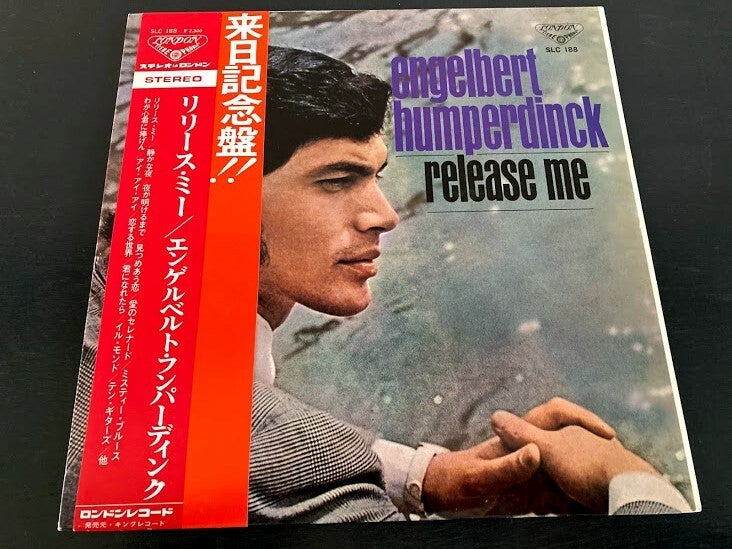 LONDON
SLC 188 ¥2,300
ステレオはロンドン
STEREO
来日記念盤!!
リリース・ミー/エンゲルベルト・フンパーディンク
リリース・ミー 静かな夜 夜が明けるまで 見つめあう恋 愛のセレナード/ミスティー・ブルース
わが心君に捧げん アイ・アイ・アイ 恋する世界 君になれたら イル・モンド/テン・ギターズ/他
ロンドンレコード
発売元・キングレコード
LONDON
SLC 188
engelbert
humperdinck
release me